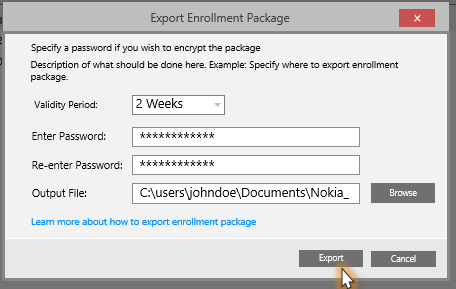 Export Enrollment Package
x
Specify a password if you wish to encrypt the package
Description of what should be done here. Example: Specify where to export enrollment
package.
Validity Period: 2 Weeks
Enter Password: ************
Re-enter Password: ************
Output File: C:\users\johndoe\Documents\Nokia_ Browse
Learn more about how to export enrollment package
Export Cancel